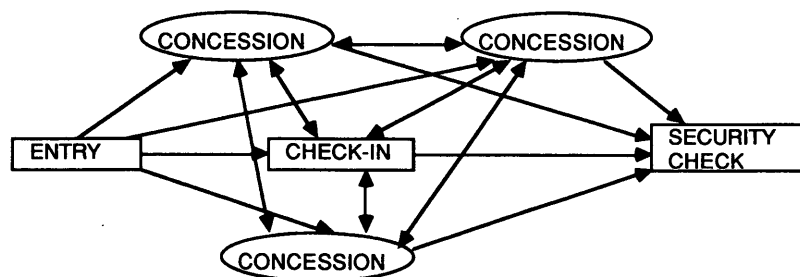 CONCESSION
CONCESSION
ENTRY
CHECK-IN
SECURITY
CHECK
CONCESSION